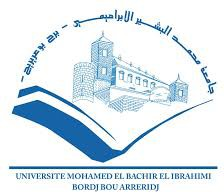 جامعة محمد البشير الإبراهيمي - برج بوعريريج -
UNIVERSITE MOHAMED EL BACHIR EL IBRAHIMI
BORDJ BOU ARRERIDJ